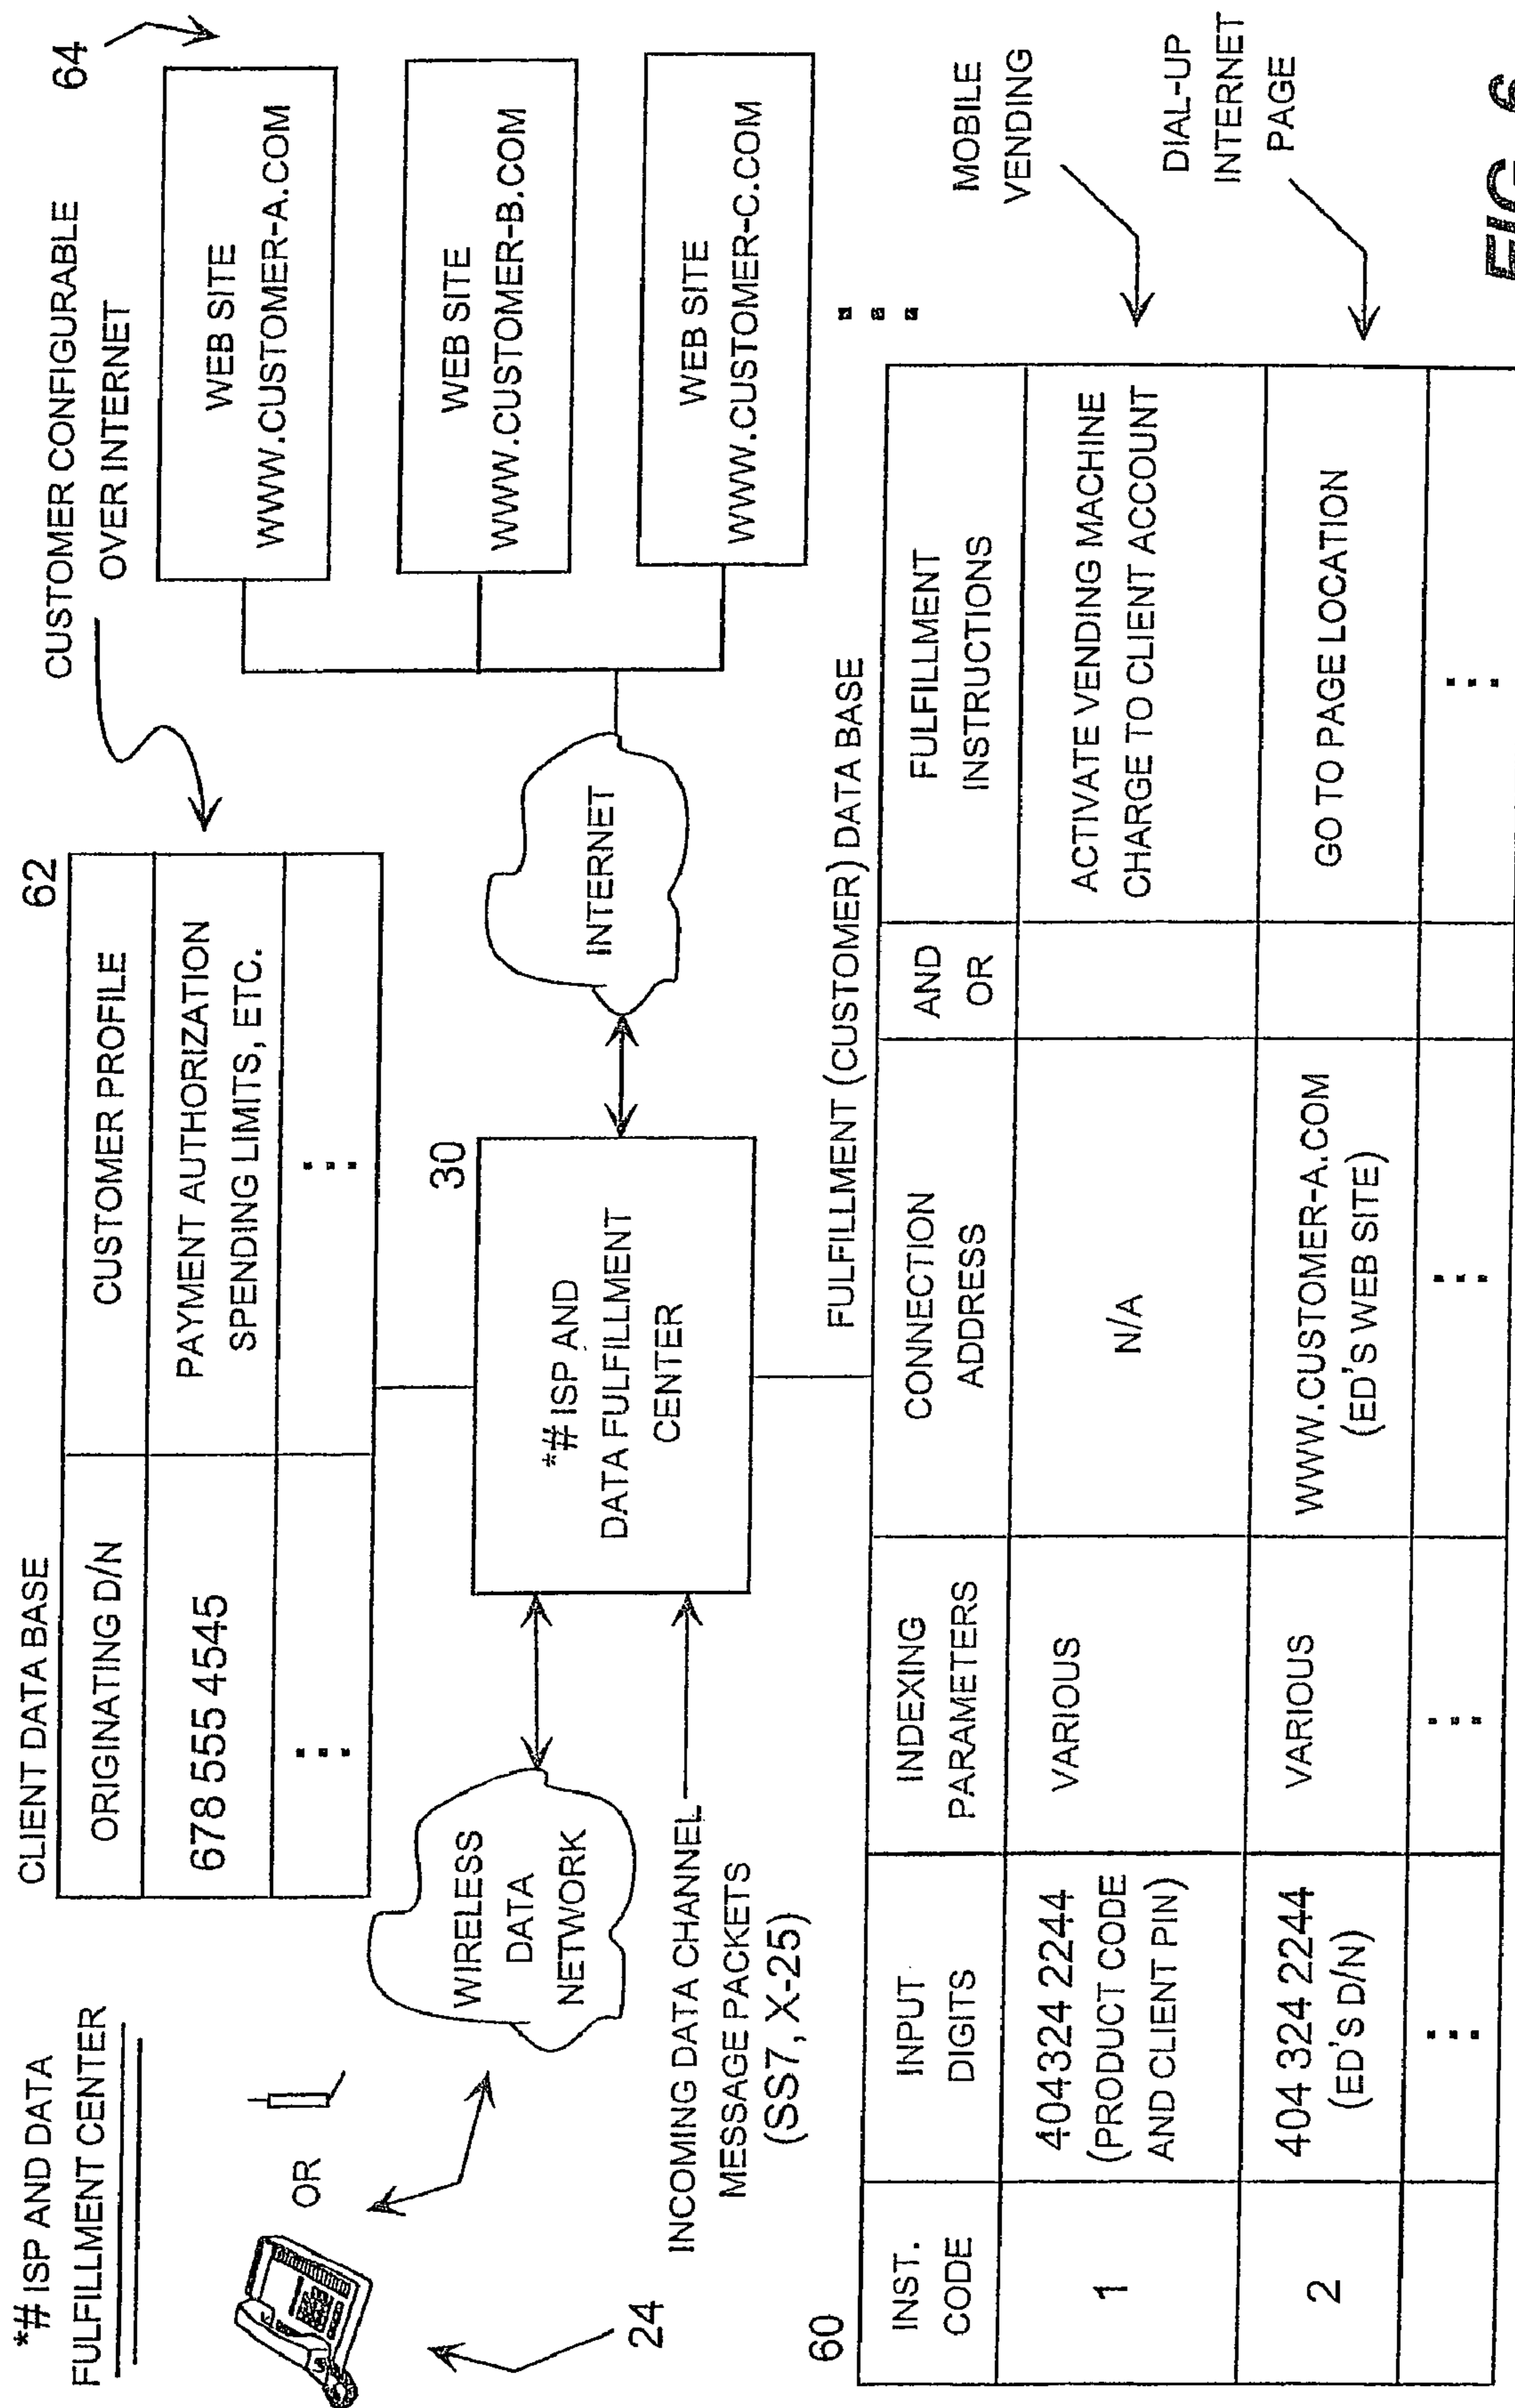 *# ISP AND DATA
FULFILLMENT CENTER
OR
24
CLIENT DATA BASE
62
ORIGINATING D/N
CUSTOMER PROFILE
678 555 4545
PAYMENT AUTHORIZATION
SPENDING LIMITS, ETC.
CUSTOMER CONFIGURABLE
OVER INTERNET
64
WEB SITE
WWW.CUSTOMER-A.COM
WEB SITE
WWW.CUSTOMER-B.COM
WEB SITE
WWW.CUSTOMER-C.COM
WIRELESS
DATA
NETWORK
30
*# ISP AND
DATA FULFILLMENT
CENTER
INTERNET
INCOMING DATA CHANNEL
MESSAGE PACKETS
(SS7, X-25)
60
FULFILLMENT (CUSTOMER) DATA BASE
INST.
CODE
INPUT
DIGITS
INDEXING
PARAMETERS
CONNECTION
ADDRESS
AND
OR
FULFILLMENT
INSTRUCTIONS
1
404324 2244
(PRODUCT CODE
AND CLIENT PIN)
VARIOUS
N/A
ACTIVATE VENDING MACHINE
CHARGE TO CLIENT ACCOUNT
MOBILE
VENDING
2
404 324 2244
(ED'S D/N)
VARIOUS
WWW.CUSTOMER-A.COM
(ED'S WEB SITE)
GO TO PAGE LOCATION
DIAL-UP
INTERNET
PAGE
FIG. 6